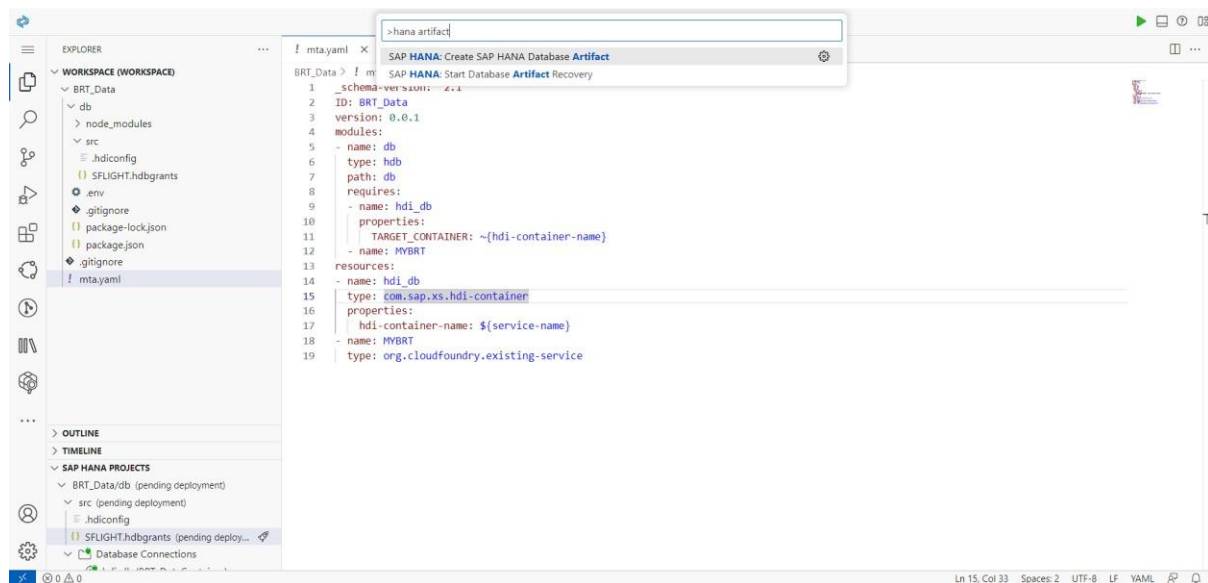 >hana artifact
SAP HANA: Create SAP HANA Database Artifact
SAP HANA: Start Database Artifact Recovery
EXPLORER
WORKSPACE (WORKSPACE)
BRT_Data
db
node_modules
src
.hdiconfig
SFLIGHT.hdbgrants
.env
.gitignore
package-lock.json
package.json
.gitignore
mta.yaml
OUTLINE
TIMELINE
SAP HANA PROJECTS
BRT_Data/db (pending deployment)
src (pending deployment)
.hdiconfig
SFLIGHT.hdbgrants (pending deploy...
Database Connections
mta.yaml
BRT_Data > ! m
1 _schema-version: 2.1
2 ID: BRT_Data
3 version: 0.0.1
4 modules:
5 - name: db
6 type: hdb
7 path: db
8 requires:
9 - name: hdi_db
10 properties:
11 TARGET_CONTAINER: ~{hdi-container-name}
12 - name: MYBRT
13 resources:
14 - name: hdi_db
15 type: com.sap.xs.hdi-container
16 properties:
17 hdi-container-name: ${service-name}
18 - name: MYBRT
19 type: org.cloudfoundry.existing-service
0 0
Ln 15, Col 33 Spaces: 2 UTF-8 LF YAML